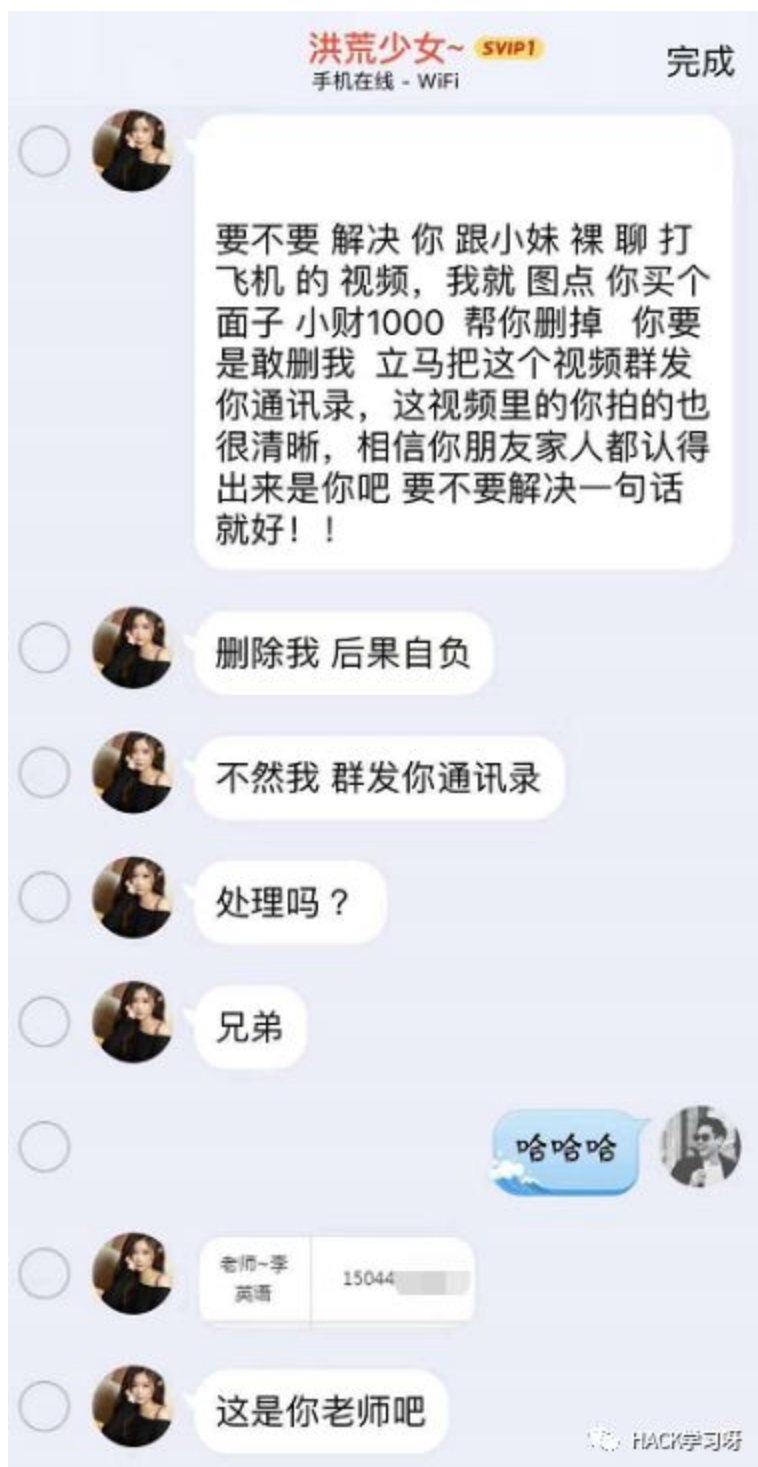 洪荒少女~ SVIP1
手机在线 - WiFi
完成
要不要 解决 你 跟小妹 裸 聊 打
飞机 的 视频，我就 图点 你买个
面子 小财1000 帮你删掉 你要
是敢删我 立马把这个视频群发
你通讯录，这视频里的你拍的也
很清晰，相信你朋友家人都认得
出来是你吧 要不要解决一句话
就好！！
删除我 后果自负
不然我 群发你通讯录
处理吗？
兄弟
哈哈哈
老师~李
英语
15044
这是你老师吧
HACK学习呀